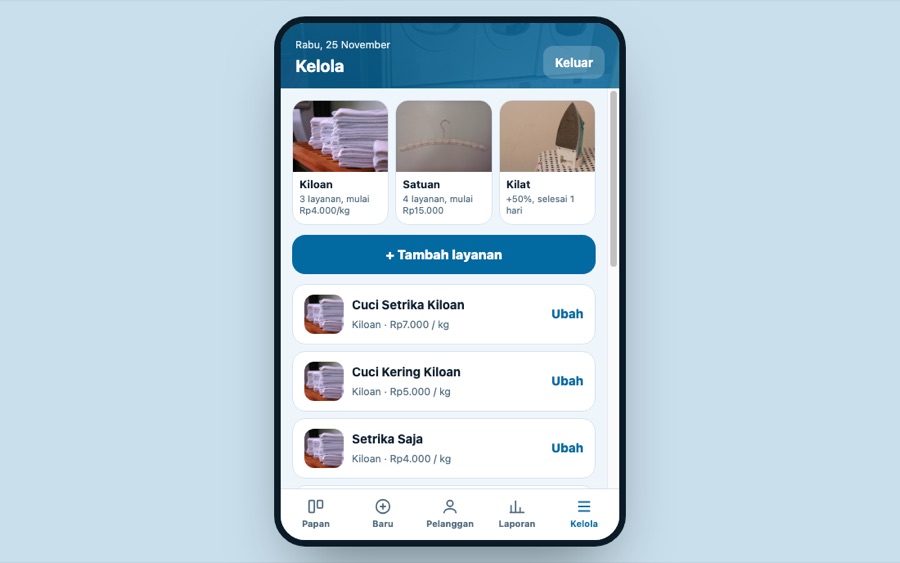 Rabu, 25 November
Kelola
Keluar
Kiloan
3 layanan, mulai
Rp4.000/kg
Satuan
4 layanan, mulai
Rp15.000
Kilat
+50%, selesai 1
hari
+ Tambah layanan
Cuci Setrika Kiloan
Kiloan · Rp7.000 / kg
Ubah
Cuci Kering Kiloan
Kiloan · Rp5.000 / kg
Ubah
Setrika Saja
Kiloan · Rp4.000 / kg
Ubah
Papan
Baru
Pelanggan
Laporan
Kelola